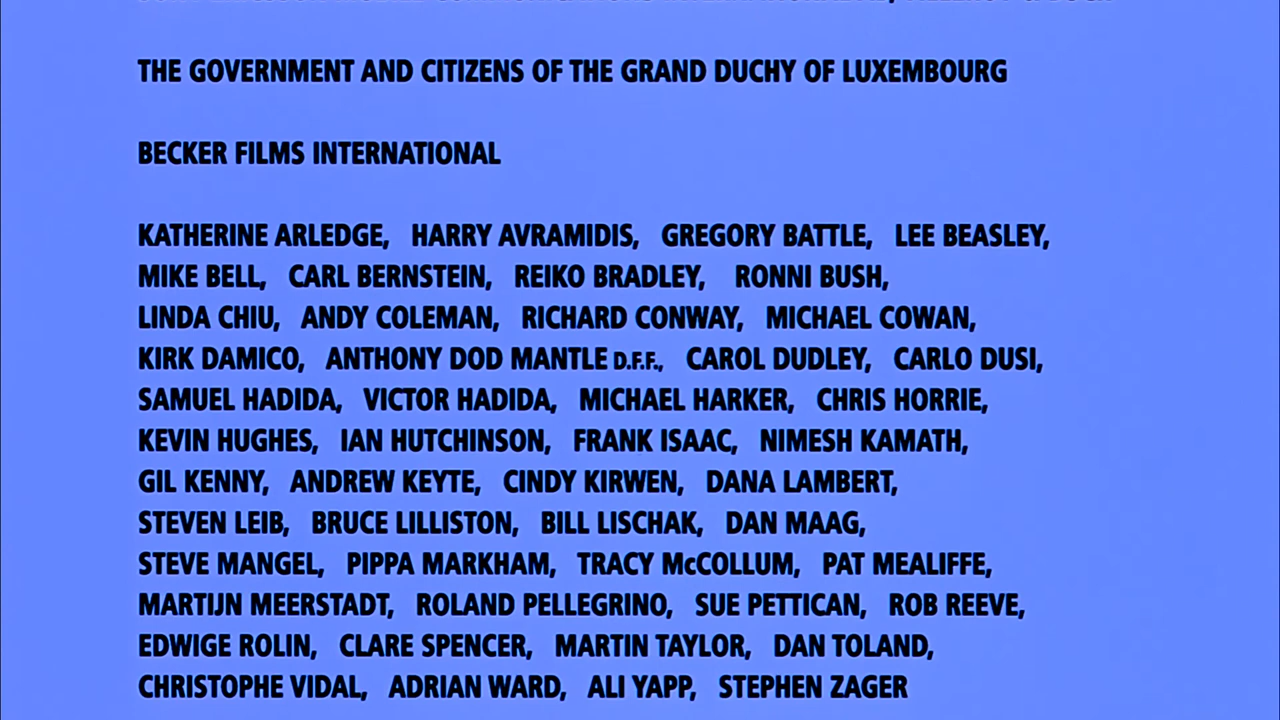 THE GOVERNMENT AND CITIZENS OF THE GRAND DUCHY OF LUXEMBOURG
BECKER FILMS INTERNATIONAL
KATHERINE ARLEDGE, HARRY AVRAMIDIS, GREGORY BATTLE, LEE BEASLEY,
MIKE BELL, CARL BERNSTEIN, REIKO BRADLEY, RONNI BUSH,
LINDA CHIU, ANDY COLEMAN, RICHARD CONWAY, MICHAEL COWAN,
KIRK DAMICO, ANTHONY DOD MANTLE D.F.F., CAROL DUDLEY, CARLO DUSI,
SAMUEL HADIDA, VICTOR HADIDA, MICHAEL HARKER, CHRIS HORRIE,
KEVIN HUGHES, IAN HUTCHINSON, FRANK ISAAC, NIMESH KAMATH,
GIL KENNY, ANDREW KEYTE, CINDY KIRWEN, DANA LAMBERT,
STEVEN LEIB, BRUCE LILLISTON, BILL LISCHAK, DAN MAAG,
STEVE MANGEL, PIPPA MARKHAM, TRACY McCOLLUM, PAT MEALIFFE,
MARTIJN MEERSTADT, ROLAND PELLEGRINO, SUE PETTICAN, ROB REEVE,
EDWIGE ROLIN, CLARE SPENCER, MARTIN TAYLOR, DAN TOLAND,
CHRISTOPHE VIDAL, ADRIAN WARD, ALI YAPP, STEPHEN ZAGER